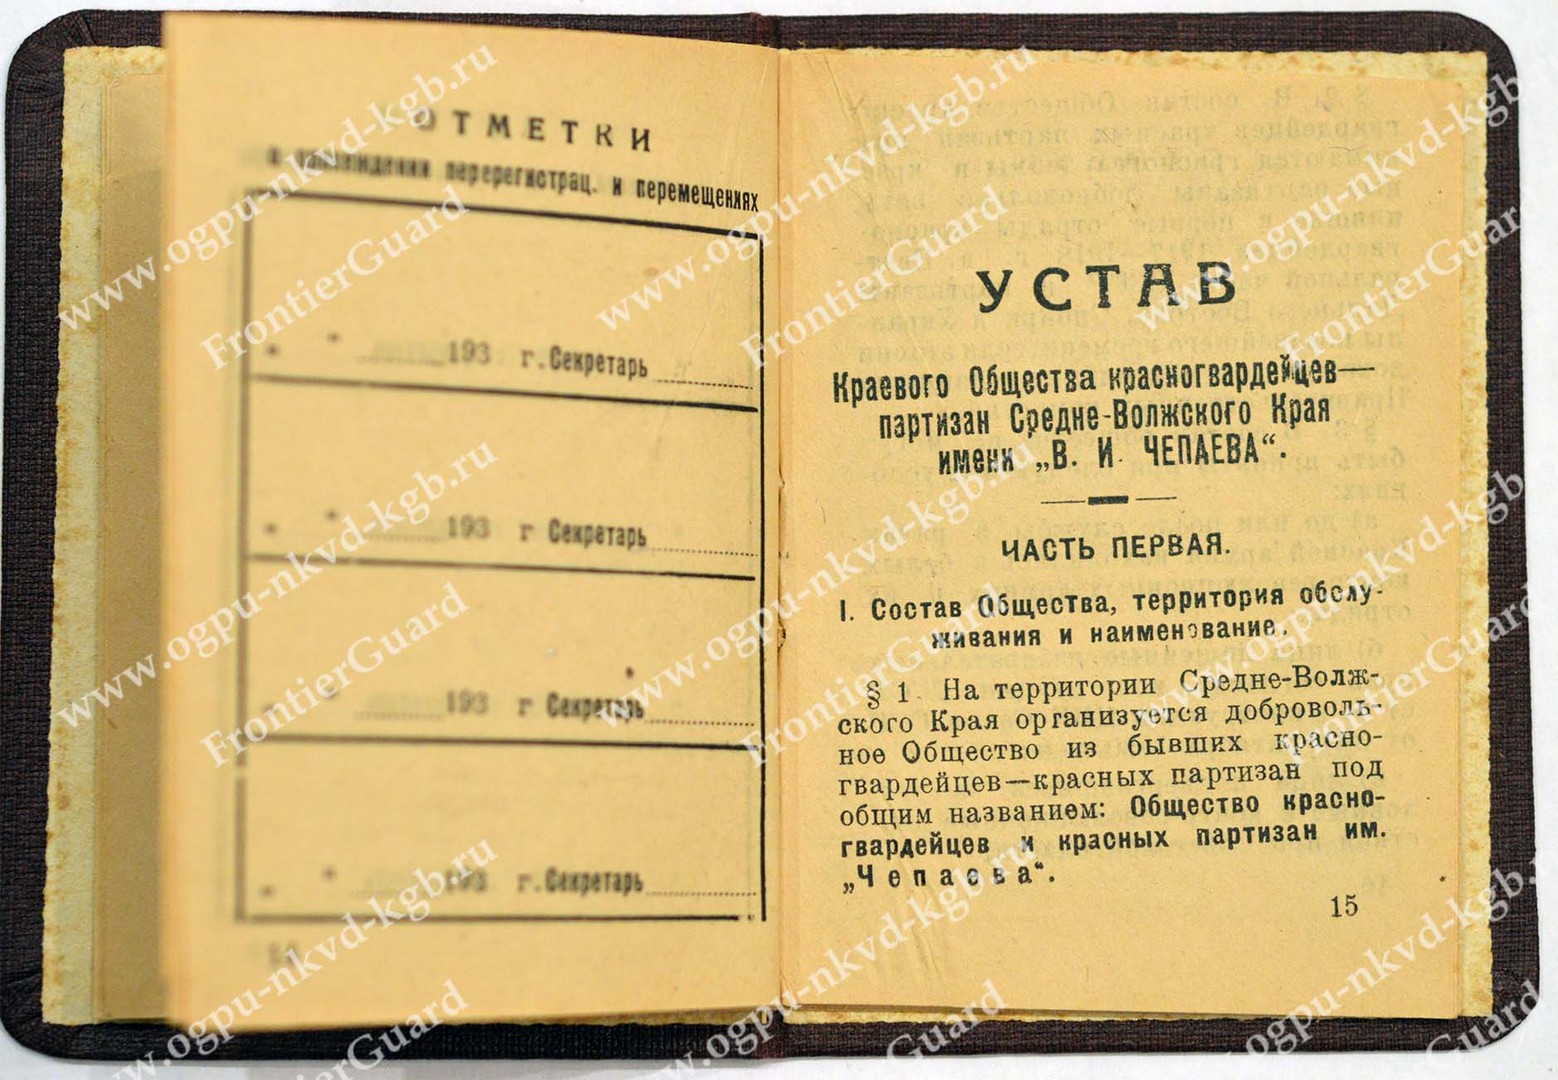 ОТМЕТКИ
о прохождении перерегистрац. и перемещениях
" " 193 г. Секретарь
" " 193 г Секретарь
" " 193 г Секретарь
" " 193 г. Секретарь
УСТАВ
Краевого Общества красногвардейцев—
партизан Средне-Волжского Края
имени „В. И. ЧЕПАЕВА“.
ЧАСТЬ ПЕРВАЯ.
I. Состав Общества, территория обслу-
живания и наименование.
§ 1 На территории Средне-Волж-
ского Края организуется доброволь-
ное Общество из бывших красно-
гвардейцев—красных партизан под
общим названием: Общество красно-
гвардейцев и красных партизан им.
„Чепаева“.
15
www.ogpu-nkvd-kgb.ru
FrontierGuard